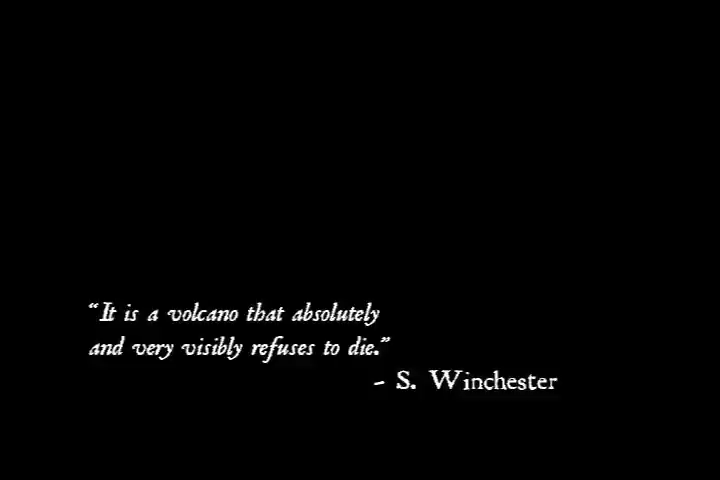 “It is a volcano that absolutely
and very visibly refuses to die.”
- S. Winchester